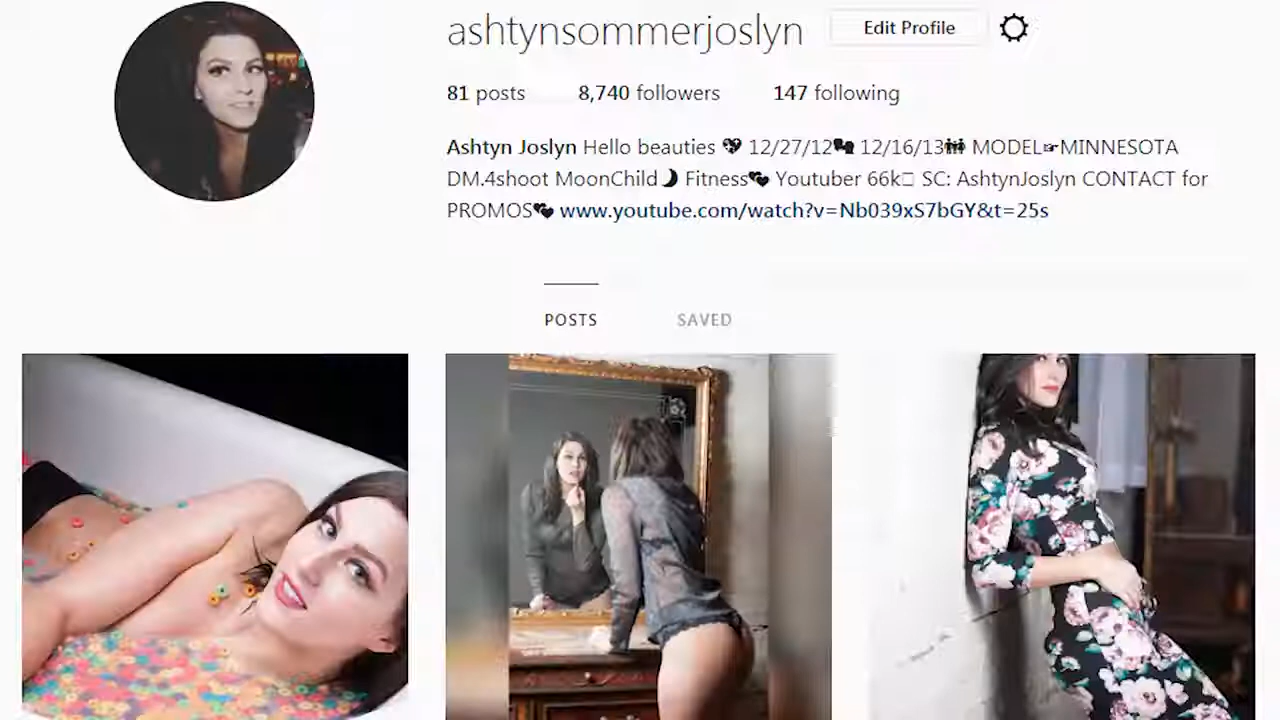 ashtynsommerjoslyn Edit Profile
81 posts 8,740 followers 147 following
Ashtyn Joslyn Hello beauties 💖 12/27/12 12/16/13👫 MODEL☞MINNESOTA
DM.4shoot MoonChild🌙 Fitness💕 Youtuber 66k□ SC: AshtynJoslyn CONTACT for
PROMOS💕 www.youtube.com/watch?v=Nb039xS7bGY&t=25s
POSTS SAVED